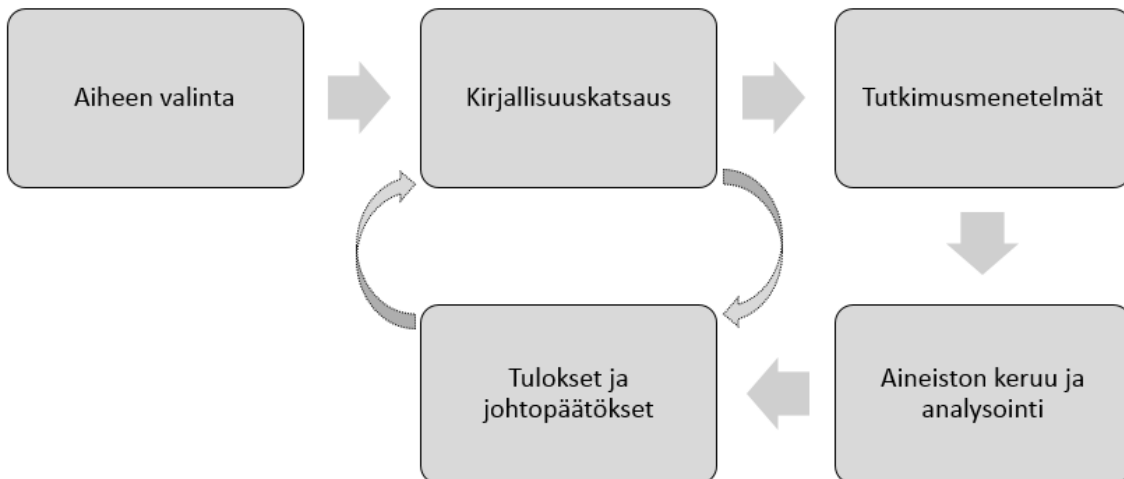 Aiheen valinta
Kirjallisuuskatsaus
Tutkimusmenetelmät
Aineiston keruu ja
analysointi
Tulokset ja
johtopäätökset